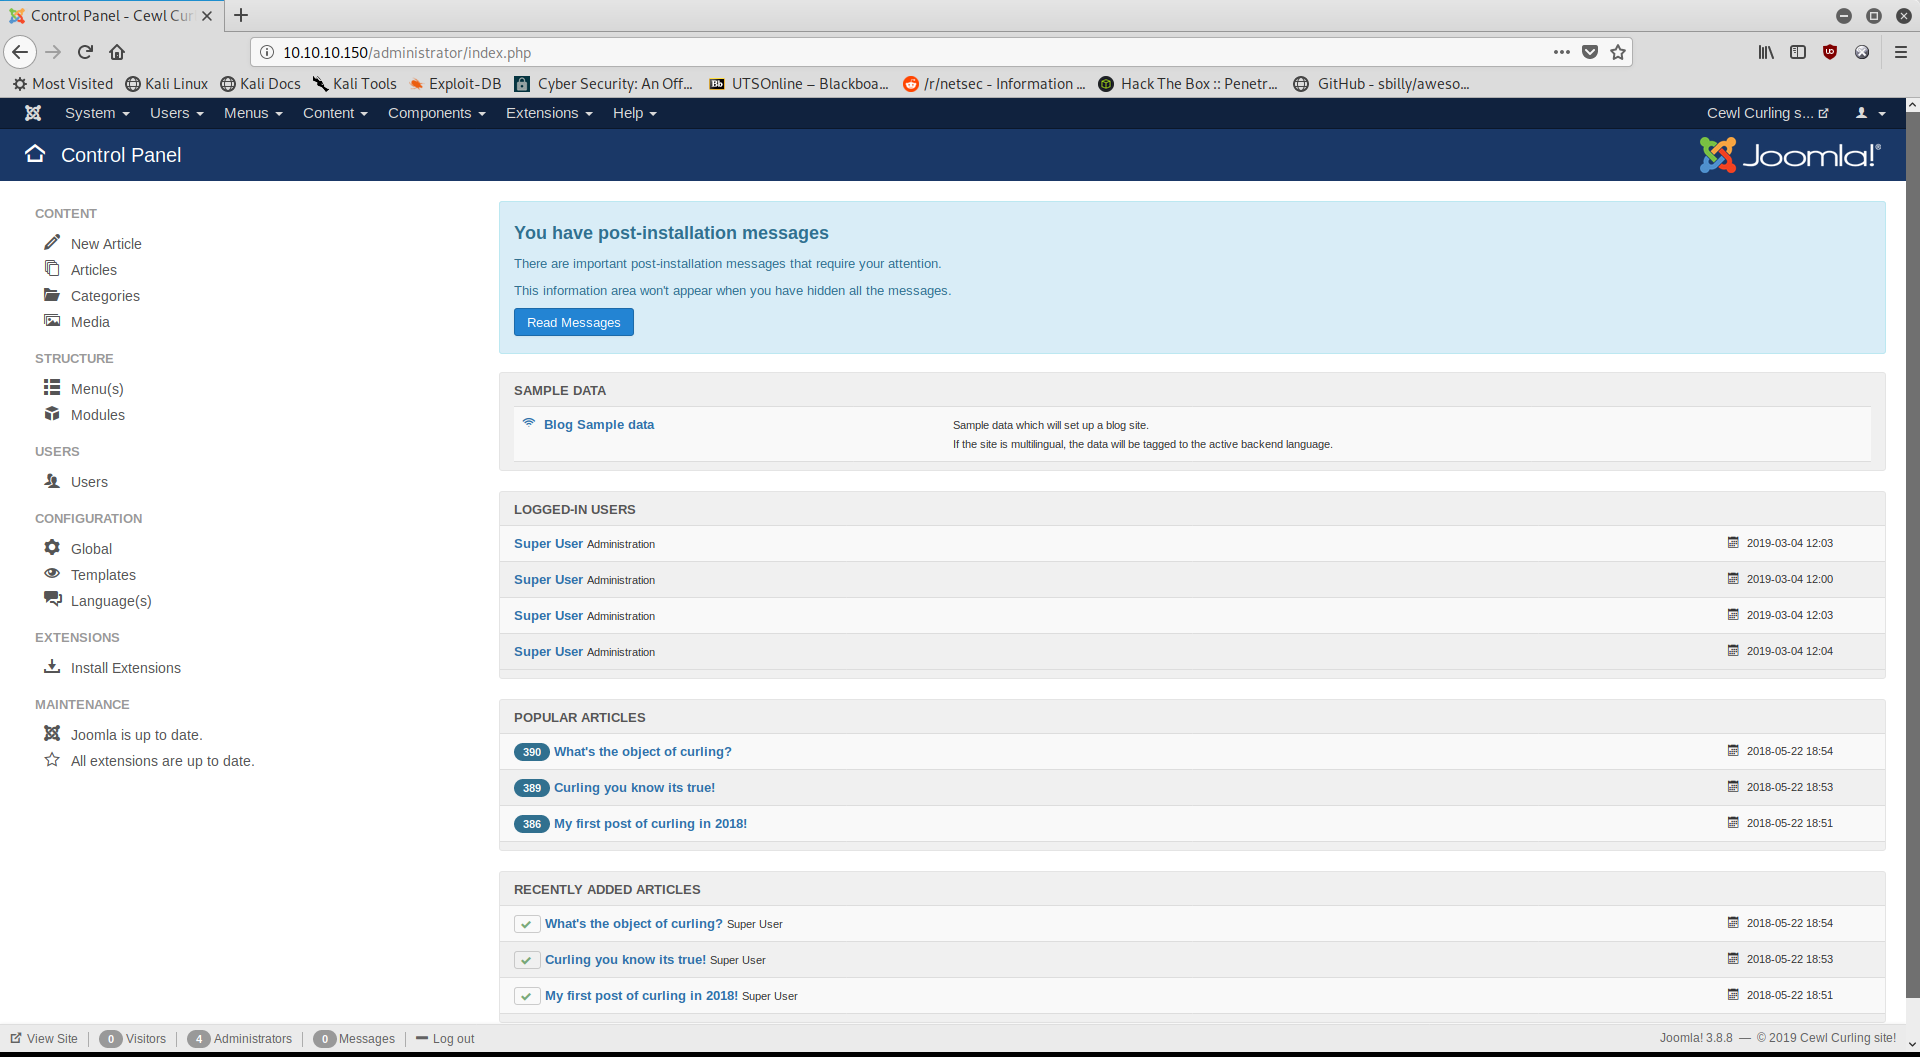 Control Panel - Cewl Cur
10.10.10.150/administrator/index.php
Most Visited Kali Linux Kali Docs Kali Tools Exploit-DB Cyber Security: An Off... Bb UTSOnline – Blackboa... /r/netsec - Information ... Hack The Box :: Penetr... GitHub - sbilly/aweso...
System Users Menus Content Components Extensions Help Cewl Curling s...
Control Panel Joomla!®
CONTENT
New Article
Articles
Categories
Media
STRUCTURE
Menu(s)
Modules
USERS
Users
CONFIGURATION
Global
Templates
Language(s)
EXTENSIONS
Install Extensions
MAINTENANCE
Joomla is up to date.
All extensions are up to date.
You have post-installation messages
There are important post-installation messages that require your attention.
This information area won't appear when you have hidden all the messages.
Read Messages
SAMPLE DATA
Blog Sample data Sample data which will set up a blog site.
If the site is multilingual, the data will be tagged to the active backend language.
LOGGED-IN USERS
Super User Administration 2019-03-04 12:03
Super User Administration 2019-03-04 12:00
Super User Administration 2019-03-04 12:03
Super User Administration 2019-03-04 12:04
POPULAR ARTICLES
390 What's the object of curling? 2018-05-22 18:54
389 Curling you know its true! 2018-05-22 18:53
386 My first post of curling in 2018! 2018-05-22 18:51
RECENTLY ADDED ARTICLES
What's the object of curling? Super User 2018-05-22 18:54
Curling you know its true! Super User 2018-05-22 18:53
My first post of curling in 2018! Super User 2018-05-22 18:51
View Site 0 Visitors 4 Administrators 0 Messages Log out Joomla! 3.8.8 — © 2019 Cewl Curling site!